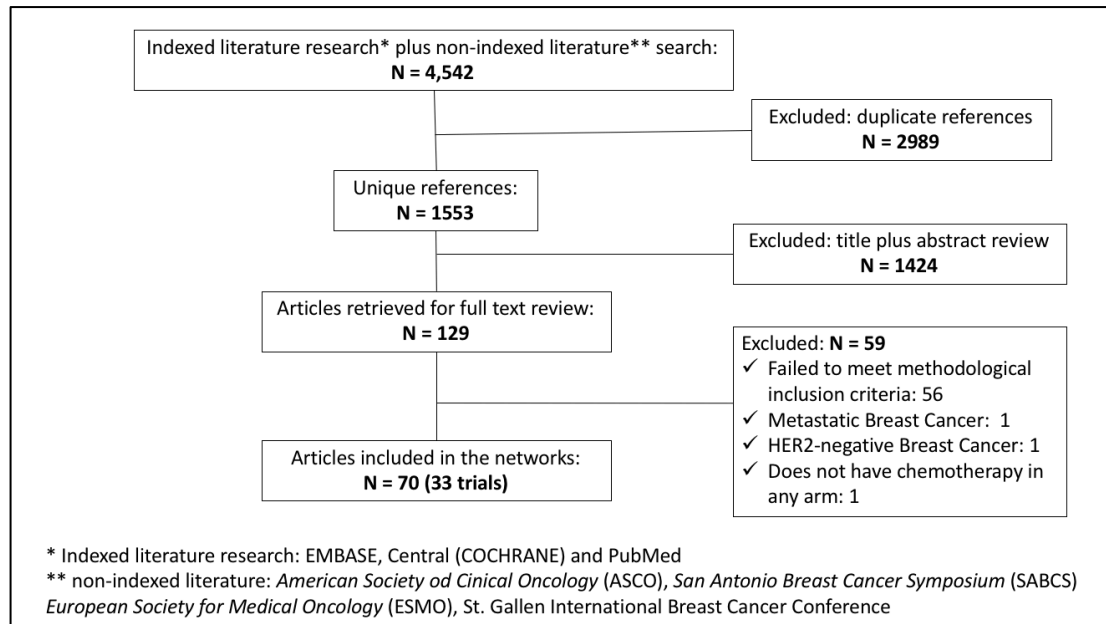 Indexed literature research* plus non-indexed literature** search:
N = 4,542
Excluded: duplicate references
N = 2989
Unique references:
N = 1553
Excluded: title plus abstract review
N = 1424
Articles retrieved for full text review:
N = 129
Excluded: N = 59
✓ Failed to meet methodological
inclusion criteria: 56
✓ Metastatic Breast Cancer: 1
✓ HER2-negative Breast Cancer: 1
✓ Does not have chemotherapy in
any arm: 1
Articles included in the networks:
N = 70 (33 trials)
* Indexed literature research: EMBASE, Central (COCHRANE) and PubMed
** non-indexed literature: American Society od Cinical Oncology (ASCO), San Antonio Breast Cancer Symposium (SABCS)
European Society for Medical Oncology (ESMO), St. Gallen International Breast Cancer Conference